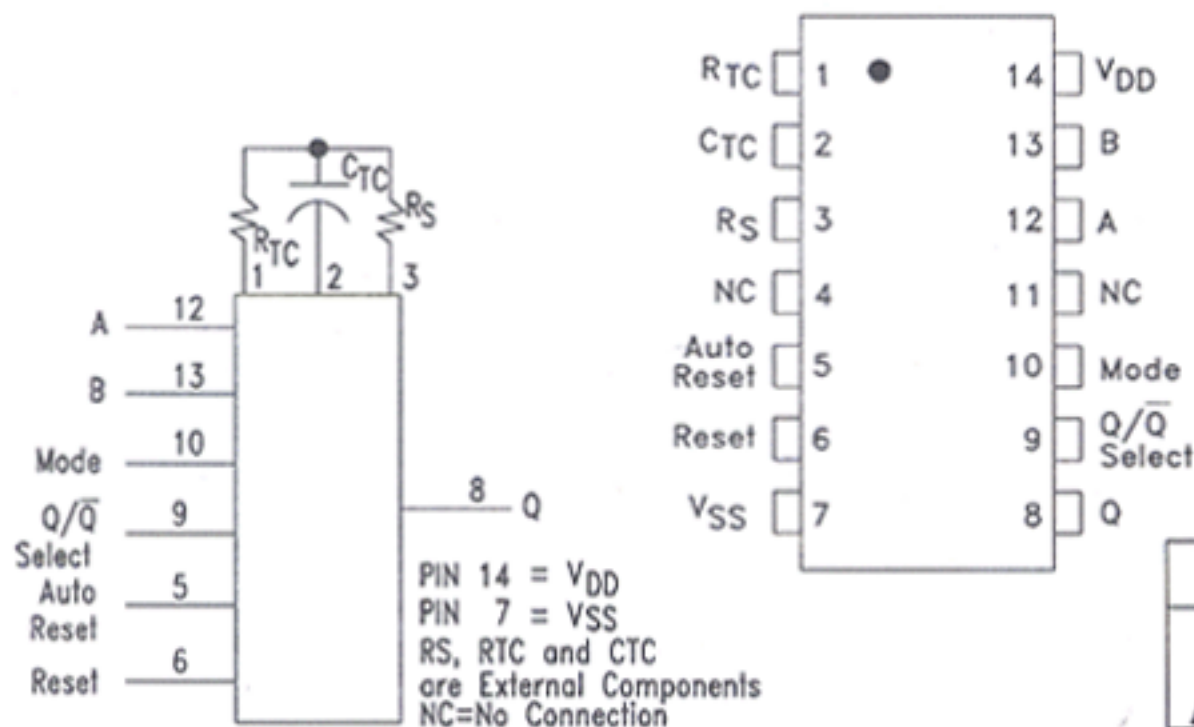 CTC
RS
RTC
1 2 3
A 12
B 13
Mode 10
Q/Q̅ 9
Select
Auto 5
Reset
Reset 6
8 Q
PIN 14 = VDD
PIN 7 = VSS
RS, RTC and CTC
are External Components
NC=No Connection
RTC 1 14 VDD
CTC 2 13 B
RS 3 12 A
NC 4 11 NC
Auto
Reset 5 10 Mode
Reset 6 9 Q/Q̅
Select
VSS 7 8 Q